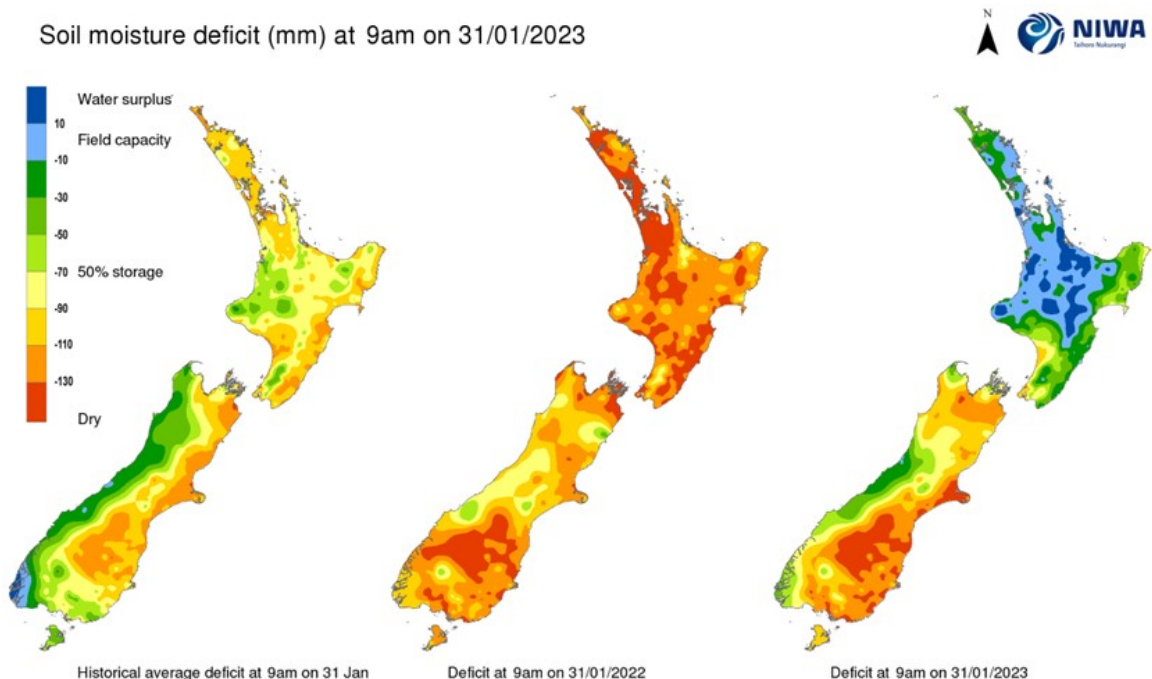 Soil moisture deficit (mm) at 9am on 31/01/2023
N
NIWA
Taihoro Nukurangi
Water surplus
10
Field capacity
-10
-30
-50
50% storage
-70
-90
-110
-130
Dry
Historical average deficit at 9am on 31 Jan
Deficit at 9am on 31/01/2022
Deficit at 9am on 31/01/2023